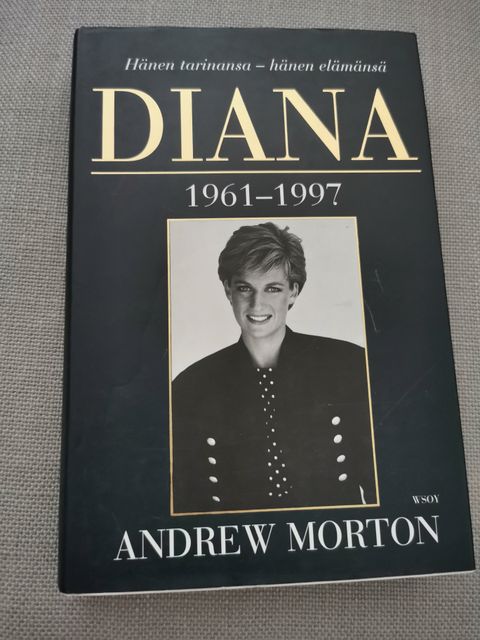 Hänen tarinansa – hänen elämänsä
DIANA
1961–1997
WSOY
ANDREW MORTON